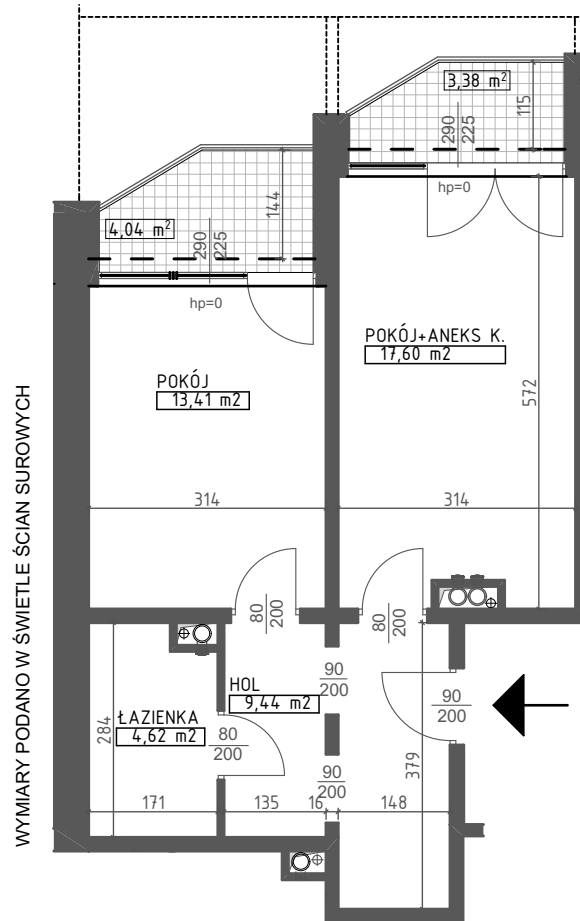 3,38 m²
115
290
225
hp=0
4,04 m²
144
290
225
hp=0
POKÓJ+ANEKS K.
17,60 m2
572
POKÓJ
13,41 m2
314
314
WYMIARY PODANO W ŚWIETLE ŚCIAN SUROWYCH
80
200
80
200
HOL
9,44 m2
90
200
90
200
ŁAZIENKA
4,62 m2
284
80
200
90
200
379
171
135
16
148